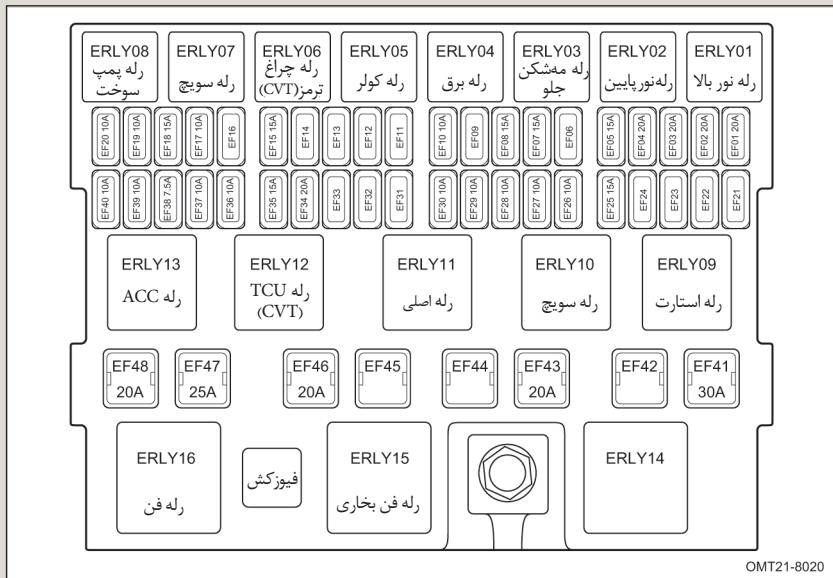 ERLY08
رله پمپ
سوخت
ERLY07
رله سویچ
ERLY06
رله چراغ
ترمز(CVT)
ERLY05
رله کولر
ERLY04
رله برق
ERLY03
رله مه‌شکن
جلو
ERLY02
رله‌نورپایین
ERLY01
رله نور بالا
EF20 10A
EF19 10A
EF18 15A
EF17 10A
EF16
EF15 15A
EF14
EF13
EF12
EF11
EF10 10A
EF09
EF08 15A
EF07 15A
EF06
EF05 15A
EF04 20A
EF03 20A
EF02 20A
EF01 20A
EF40 10A
EF39 10A
EF38 7.5A
EF37 10A
EF36 10A
EF35 15A
EF34 20A
EF33
EF32
EF31
EF30 10A
EF29 10A
EF28 10A
EF27 10A
EF26 10A
EF25 15A
EF24
EF23
EF22
EF21
ERLY13
رله ACC
ERLY12
رله TCU
(CVT)
ERLY11
رله اصلی
ERLY10
رله سویچ
ERLY09
رله استارت
EF48
20A
EF47
25A
EF46
20A
EF45
EF44
EF43
20A
EF42
EF41
30A
ERLY16
رله فن
فیوزکش
ERLY15
رله فن بخاری
ERLY14
OMT21-8020